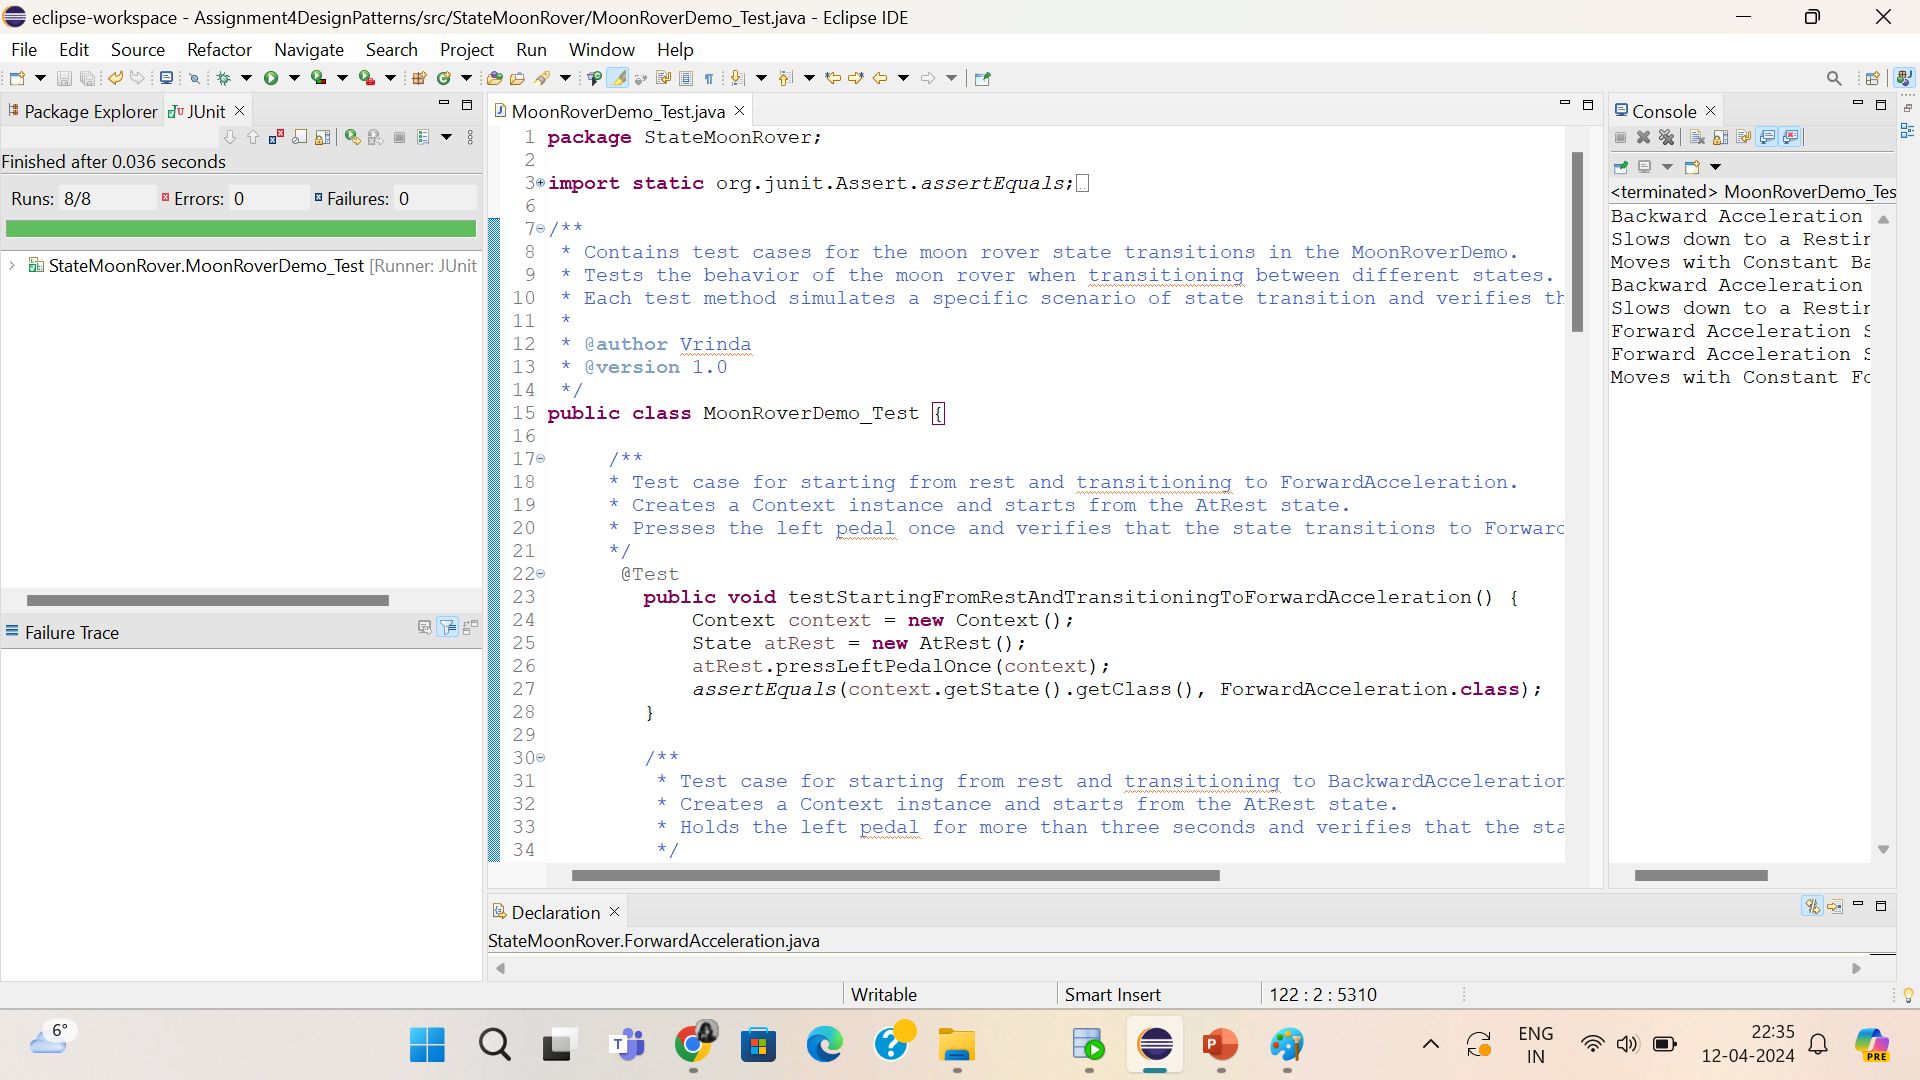 eclipse-workspace - Assignment4DesignPatterns/src/StateMoonRover/MoonRoverDemo_Test.java - Eclipse IDE
File Edit Source Refactor Navigate Search Project Run Window Help
Package Explorer JUnit
Finished after 0.036 seconds
Runs: 8/8 Errors: 0 Failures: 0
StateMoonRover.MoonRoverDemo_Test [Runner: JUnit
Failure Trace
MoonRoverDemo_Test.java
1 package StateMoonRover;
2
3 import static org.junit.Assert.assertEquals;
6
7 /**
8 * Contains test cases for the moon rover state transitions in the MoonRoverDemo.
9 * Tests the behavior of the moon rover when transitioning between different states.
10 * Each test method simulates a specific scenario of state transition and verifies th
11 *
12 * @author Vrinda
13 * @version 1.0
14 */
15 public class MoonRoverDemo_Test {
16
17 /**
18 * Test case for starting from rest and transitioning to ForwardAcceleration.
19 * Creates a Context instance and starts from the AtRest state.
20 * Presses the left pedal once and verifies that the state transitions to Forward
21 */
22 @Test
23 public void testStartingFromRestAndTransitioningToForwardAcceleration() {
24 Context context = new Context();
25 State atRest = new AtRest();
26 atRest.pressLeftPedalOnce(context);
27 assertEquals(context.getState().getClass(), ForwardAcceleration.class);
28 }
29
30 /**
31 * Test case for starting from rest and transitioning to BackwardAcceleration
32 * Creates a Context instance and starts from the AtRest state.
33 * Holds the left pedal for more than three seconds and verifies that the sta
34 */
Console
<terminated> MoonRoverDemo_Tes
Backward Acceleration
Slows down to a Restin
Moves with Constant Ba
Backward Acceleration
Slows down to a Restin
Forward Acceleration S
Forward Acceleration S
Moves with Constant Fo
Declaration
StateMoonRover.ForwardAcceleration.java
Writable Smart Insert 122 : 2 : 5310
6°
ENG
IN
22:35
12-04-2024
PRE